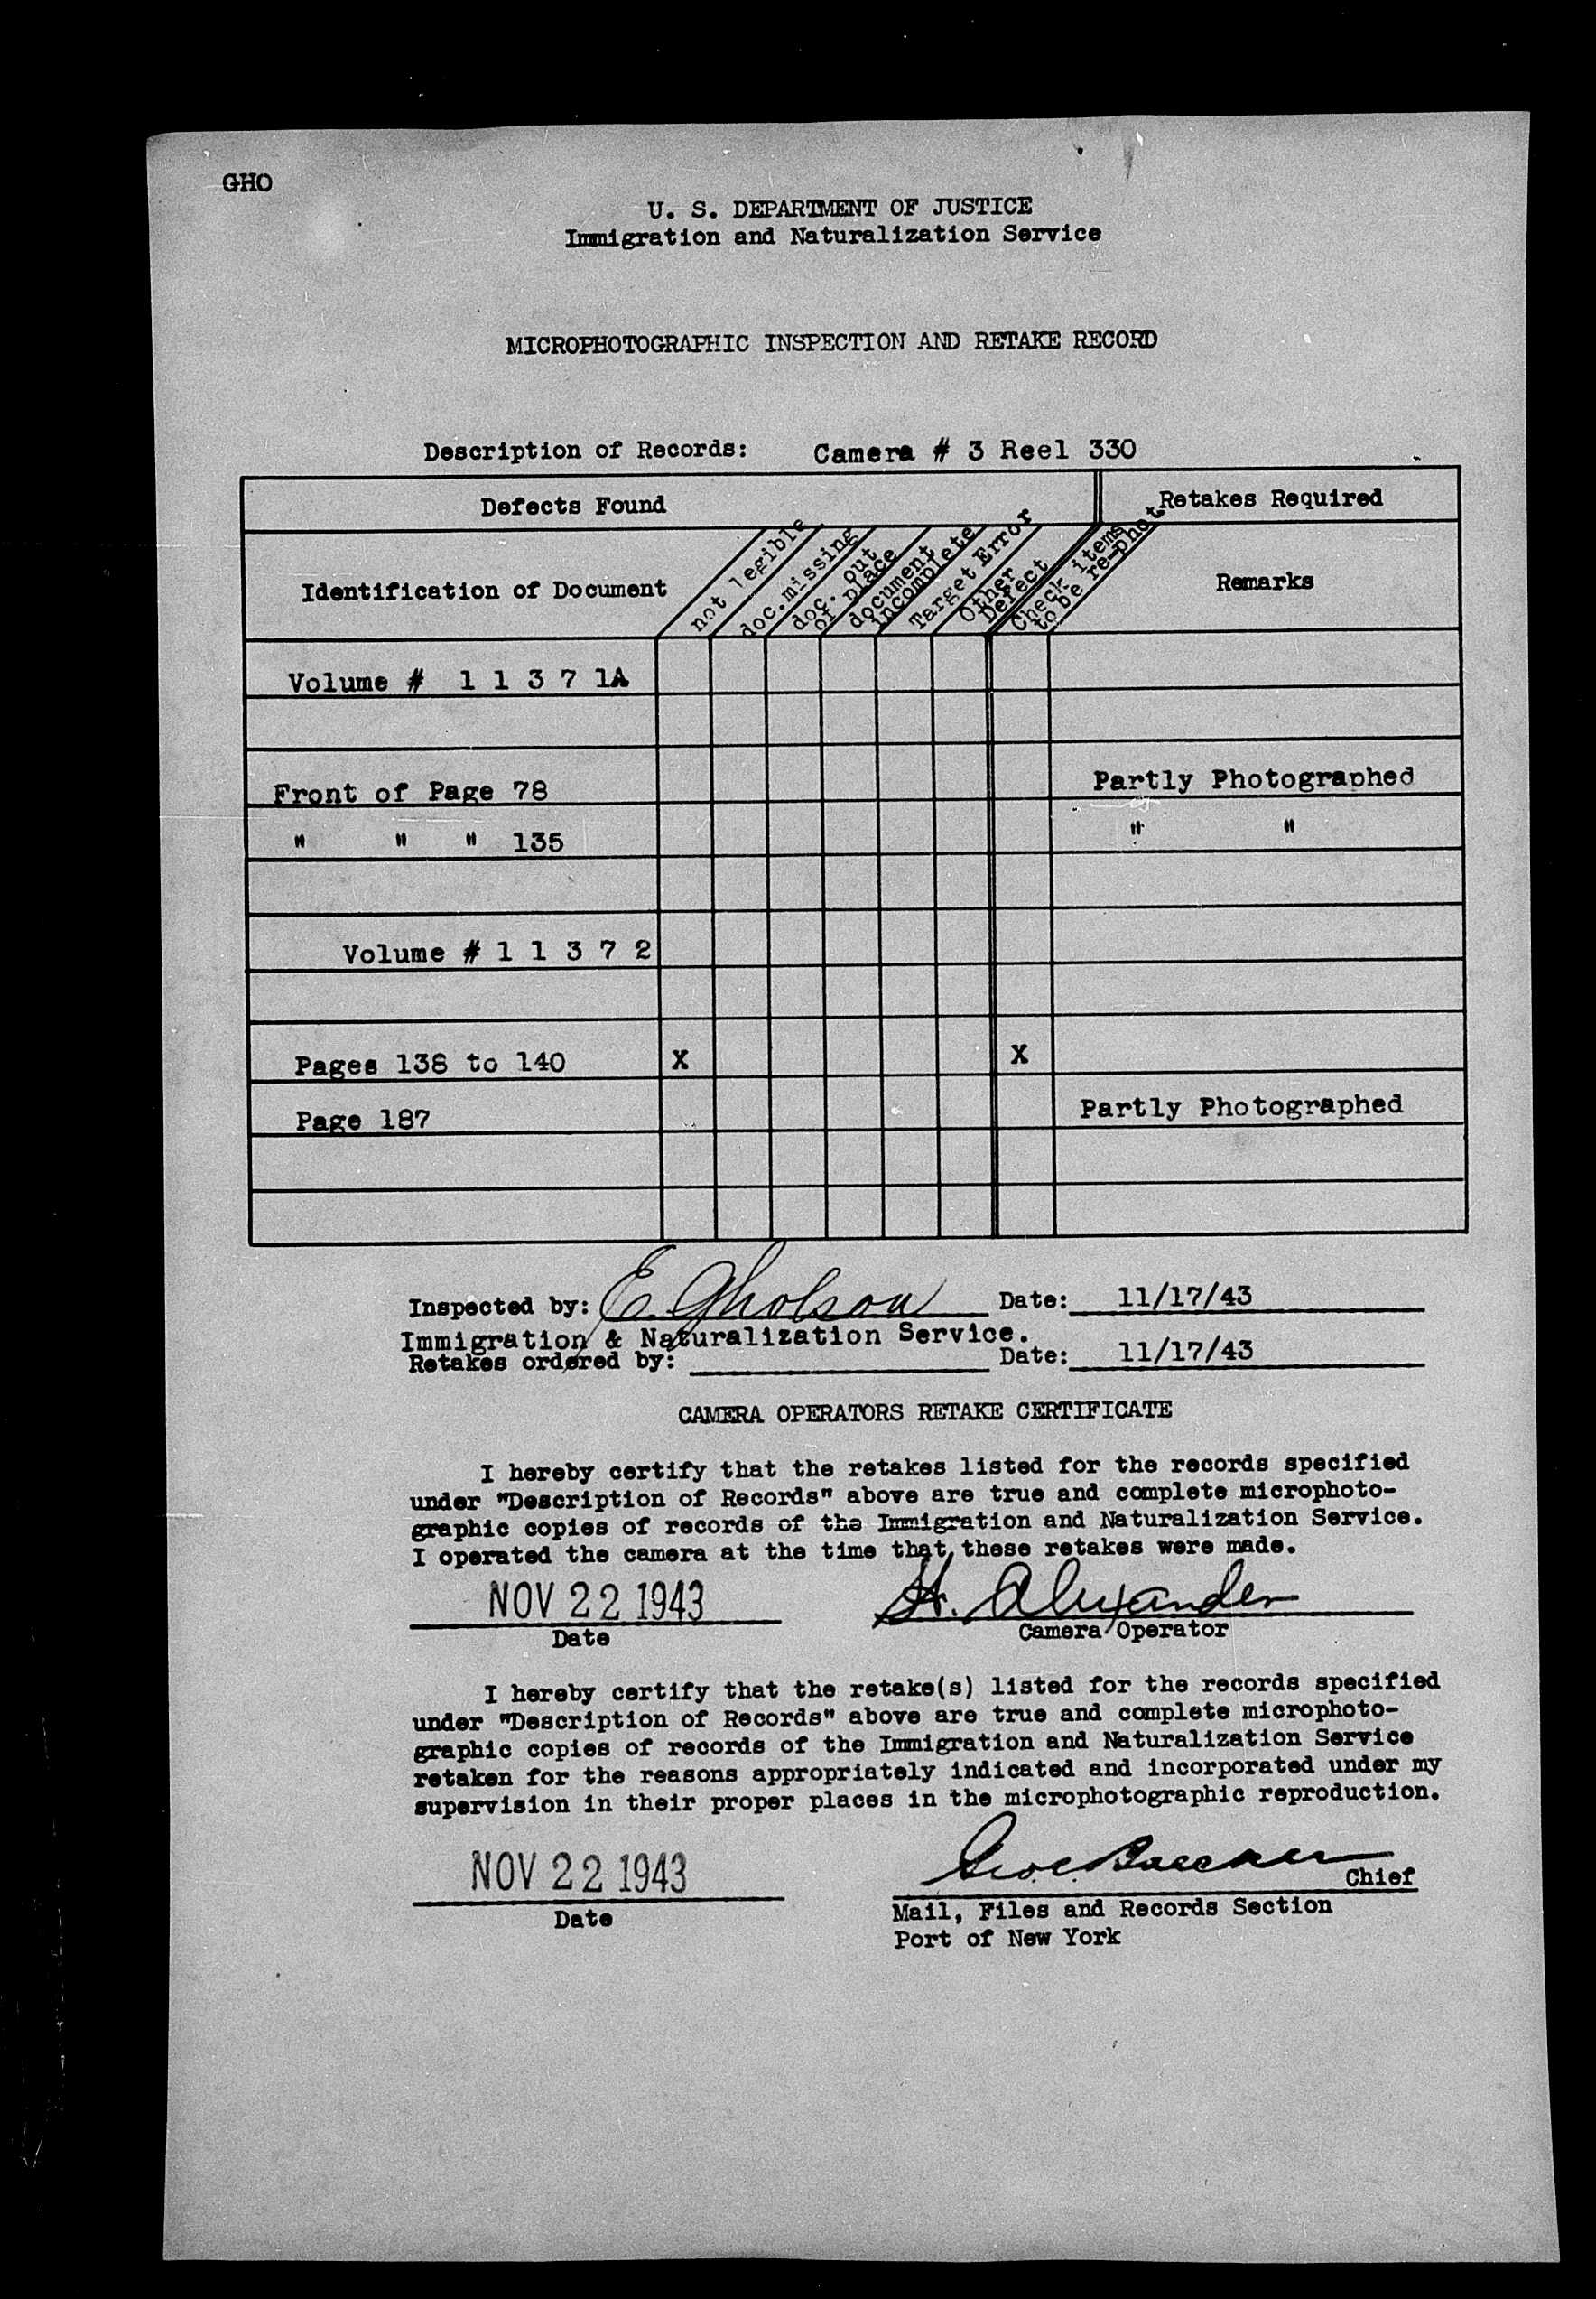 GHO
U. S. DEPARTMENT OF JUSTICE
Immigration and Naturalization Service
MICROPHOTOGRAPHIC INSPECTION AND RETAKE RECORD
Description of Records: Camera # 3 Reel 330
Defects Found Retakes Required
Identification of Document not legible doc.missing doc. out of place document incomplete Target Error Other Defect Check items to be re-phot Remarks
Volume # 1 1 3 7 1A
Front of Page 78 Partly Photographed
" " " 135 " "
Volume # 1 1 3 7 2
Pages 138 to 140 X X
Page 187 Partly Photographed
Inspected by: E. Gholson Date: 11/17/43
Immigration & Naturalization Service.
Retakes ordered by: Date: 11/17/43
CAMERA OPERATORS RETAKE CERTIFICATE
I hereby certify that the retakes listed for the records specified
under "Description of Records" above are true and complete microphoto-
graphic copies of records of the Immigration and Naturalization Service.
I operated the camera at the time that these retakes were made.
NOV 22 1943 H. Alexander
Date Camera Operator
I hereby certify that the retake(s) listed for the records specified
under "Description of Records" above are true and complete microphoto-
graphic copies of records of the Immigration and Naturalization Service
retaken for the reasons appropriately indicated and incorporated under my
supervision in their proper places in the microphotographic reproduction.
NOV 22 1943 Chief
Date Mail, Files and Records Section
Port of New York